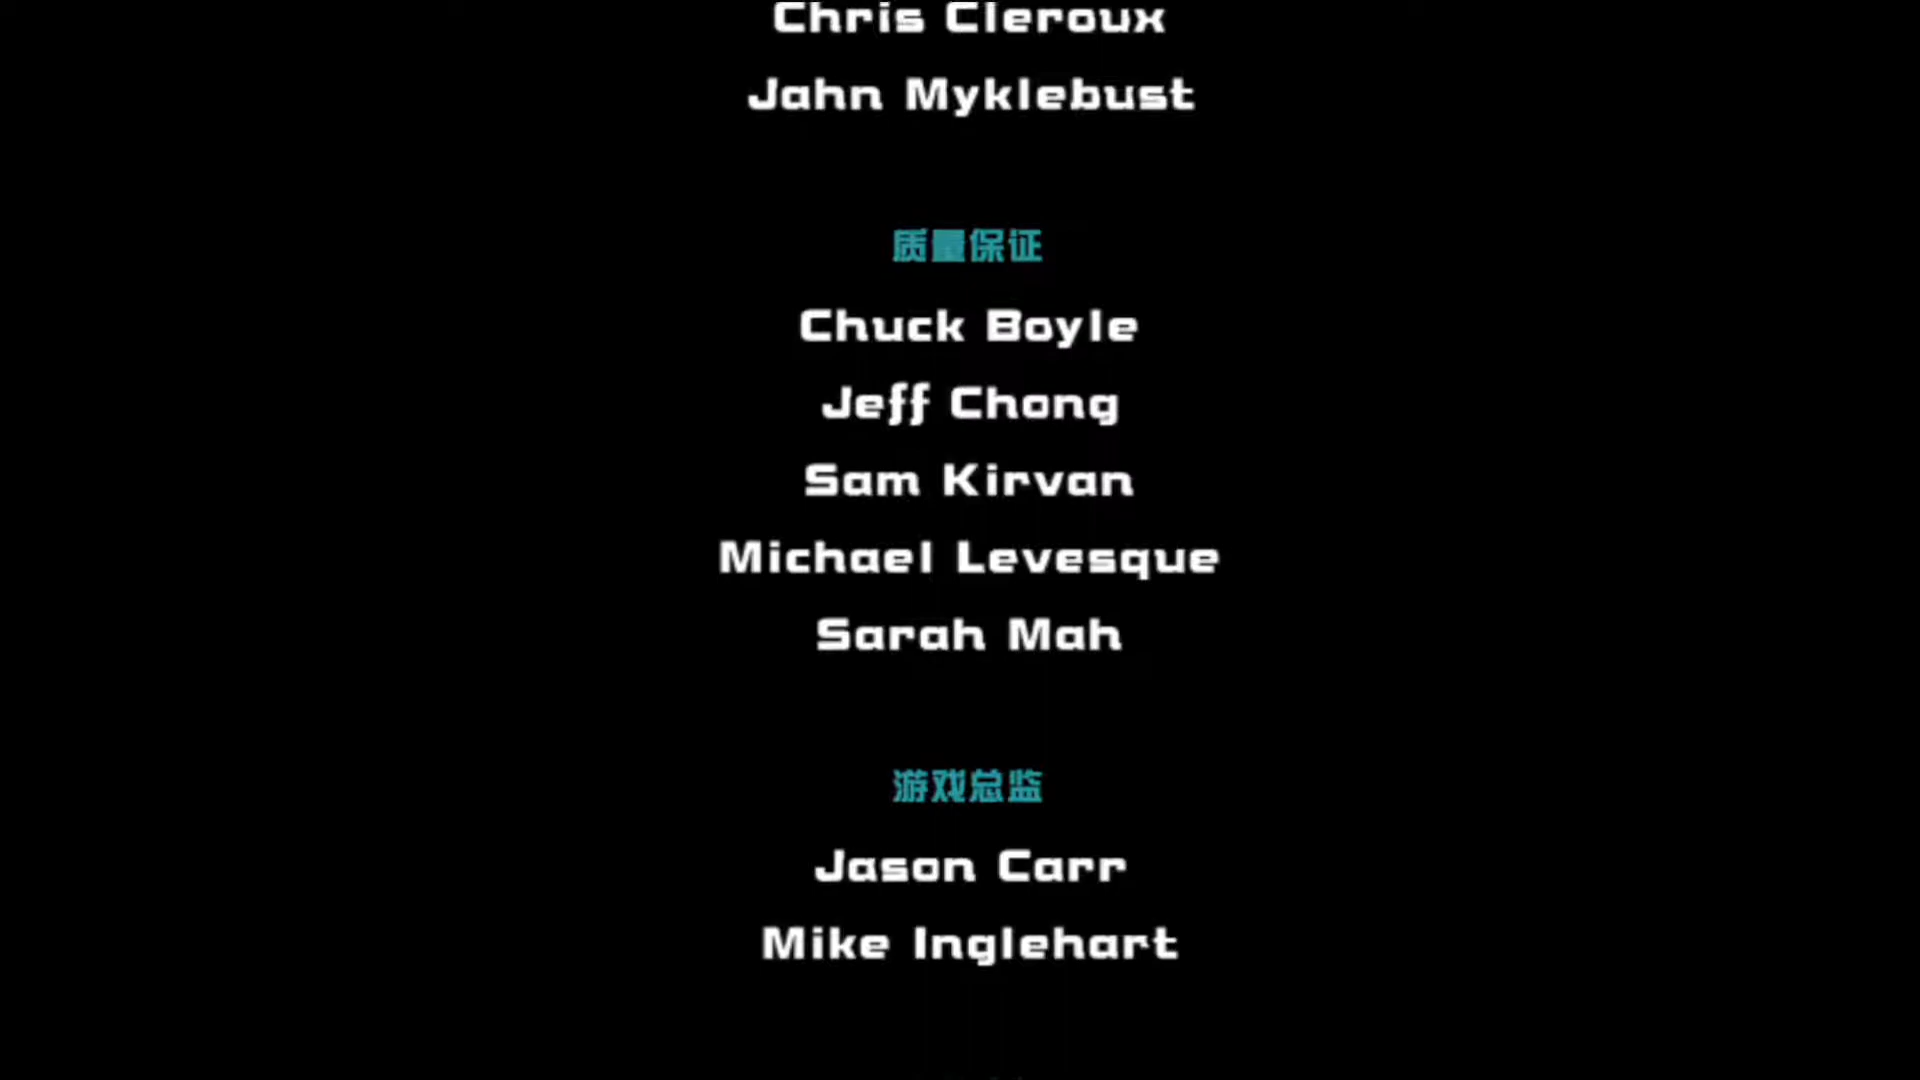 Chris Cleroux
Jahn Myklebust
质量保证
Chuck Boyle
Jeff Chong
Sam Kirvan
Michael Levesque
Sarah Mah
游戏总监
Jason Carr
Mike Inglehart